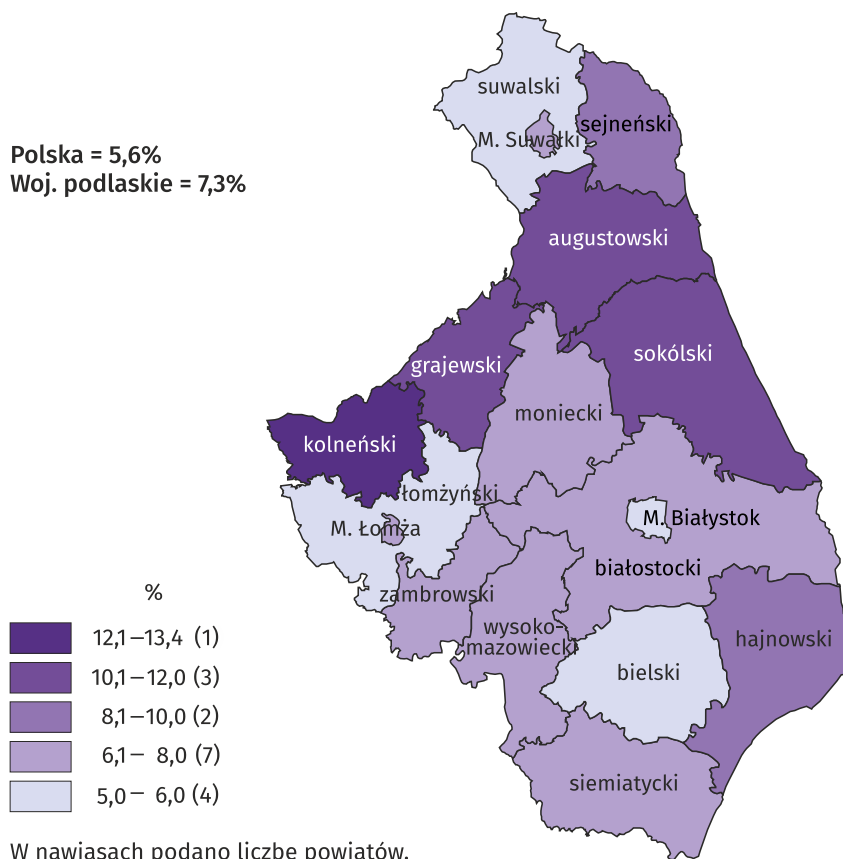 suwalski
sejneński
M. Suwałki
Polska = 5,6%
Woj. podlaskie = 7,3%
augustowski
sokólski
grajewski
moniecki
kolneński
łomżyński
M. Łomża
M. Białystok
białostocki
zambrowski
wysoko-
mazowiecki
hajnowski
bielski
siemiatycki
%
12,1–13,4 (1)
10,1–12,0 (3)
8,1–10,0 (2)
6,1– 8,0 (7)
5,0– 6,0 (4)
W nawiasach podano liczbę powiatów.